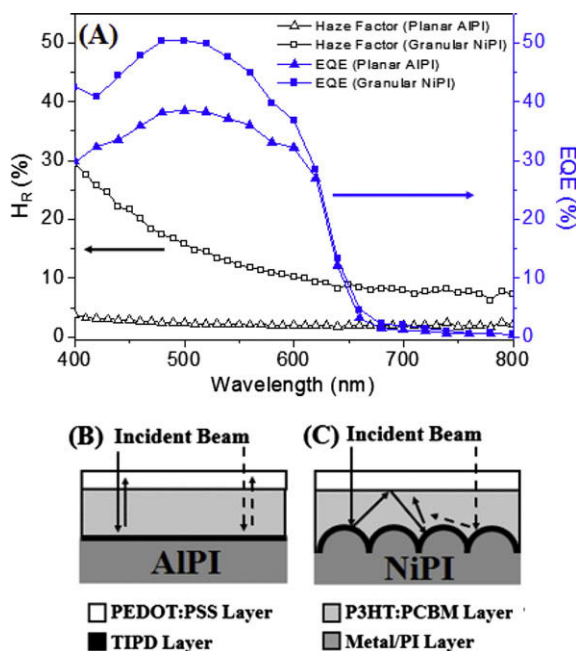 (A)
Haze Factor (Planar AlPI)
Haze Factor (Granular NiPI)
EQE (Planar AlPI)
EQE (Granular NiPI)
50
40
30
20
10
0
H_R (%)
50
40
30
20
10
0
EQE (%)
400 500 600 700 800
Wavelength (nm)
(B) Incident Beam
(C) Incident Beam
AlPI
NiPI
PEDOT:PSS Layer
P3HT:PCBM Layer
TIPD Layer
Metal/PI Layer